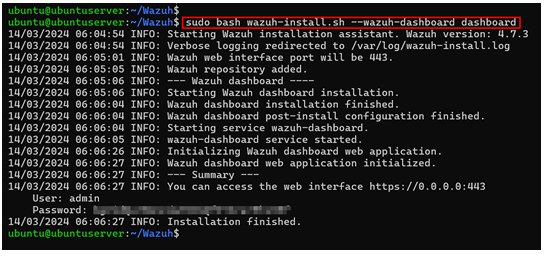 ubuntu@ubuntuserver:~/Wazuh$
ubuntu@ubuntuserver:~/Wazuh$ sudo bash wazuh-install.sh --wazuh-dashboard dashboard
14/03/2024 06:04:54 INFO: Starting Wazuh installation assistant. Wazuh version: 4.7.3
14/03/2024 06:04:54 INFO: Verbose logging redirected to /var/log/wazuh-install.log
14/03/2024 06:05:01 INFO: Wazuh web interface port will be 443.
14/03/2024 06:05:06 INFO: Wazuh repository added.
14/03/2024 06:05:06 INFO: --- Wazuh dashboard ----
14/03/2024 06:05:06 INFO: Starting Wazuh dashboard installation.
14/03/2024 06:06:04 INFO: Wazuh dashboard installation finished.
14/03/2024 06:06:04 INFO: Wazuh dashboard post-install configuration finished.
14/03/2024 06:06:04 INFO: Starting service wazuh-dashboard.
14/03/2024 06:06:05 INFO: wazuh-dashboard service started.
14/03/2024 06:06:26 INFO: Initializing Wazuh dashboard web application.
14/03/2024 06:06:27 INFO: Wazuh dashboard web application initialized.
14/03/2024 06:06:27 INFO: --- Summary ---
14/03/2024 06:06:27 INFO: You can access the web interface https://0.0.0.0:443
User: admin
Password:
14/03/2024 06:06:27 INFO: Installation finished.
ubuntu@ubuntuserver:~/Wazuh$